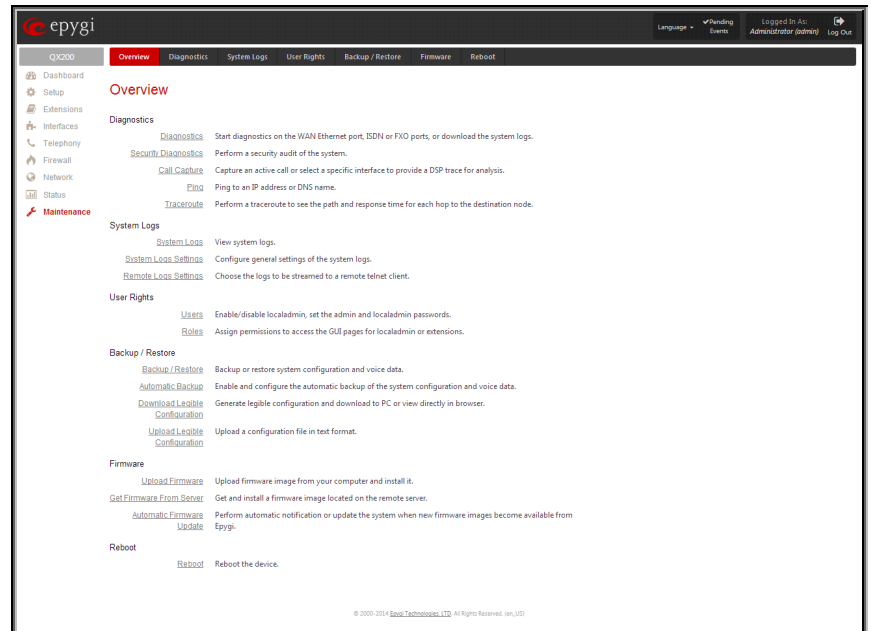 epygi
Language
Pending Events
Logged In As:
Administrator (admin)
Log Out
QX200
Overview Diagnostics System Logs User Rights Backup / Restore Firmware Reboot
Dashboard
Setup
Extensions
Interfaces
Telephony
Firewall
Network
Status
Maintenance
Overview
Diagnostics
Diagnostics Start diagnostics on the WAN Ethernet port, ISDN or FXO ports, or download the system logs.
Security Diagnostics Perform a security audit of the system.
Call Capture Capture an active call or select a specific interface to provide a DSP trace for analysis.
Ping Ping to an IP address or DNS name.
Traceroute Perform a traceroute to see the path and response time for each hop to the destination node.
System Logs
System Logs View system logs.
System Logs Settings Configure general settings of the system logs.
Remote Logs Settings Choose the logs to be streamed to a remote telnet client.
User Rights
Users Enable/disable localadmin, set the admin and localadmin passwords.
Roles Assign permissions to access the GUI pages for localadmin or extensions.
Backup / Restore
Backup / Restore Backup or restore system configuration and voice data.
Automatic Backup Enable and configure the automatic backup of the system configuration and voice data.
Download Legible Configuration Generate legible configuration and download to PC or view directly in browser.
Upload Legible Configuration Upload a configuration file in text format.
Firmware
Upload Firmware Upload firmware image from your computer and install it.
Get Firmware From Server Get and install a firmware image located on the remote server.
Automatic Firmware Update Perform automatic notification or update the system when new firmware images become available from Epygi.
Reboot
Reboot Reboot the device.
© 2000-2014 Epygi Technologies, LTD. All Rights Reserved. (en_US)